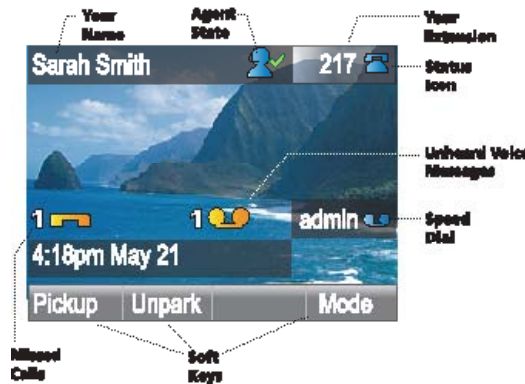 Your Name
Agent State
Your Extension
Sarah Smith
217
Status Icon
Unheard Voice Messages
1
1
admin
Speed Dial
4:18pm May 21
Pickup
Unpark
Mode
Missed Calls
Soft Keys